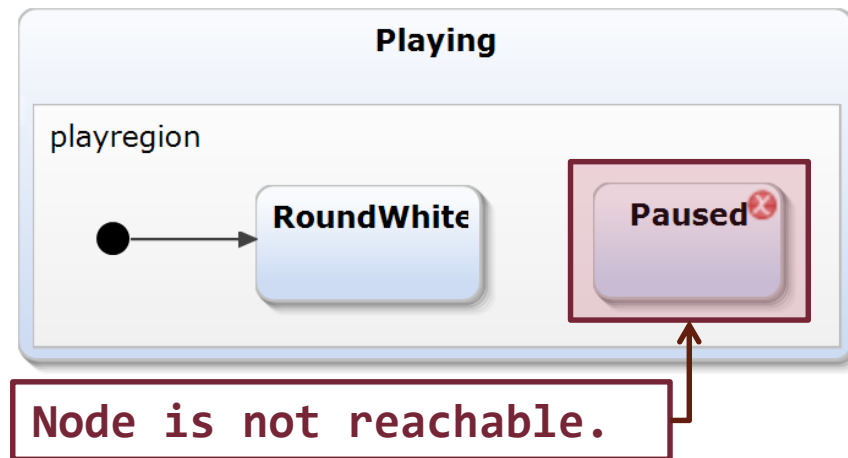 Playing
playregion
RoundWhite
Paused
Node is not reachable.